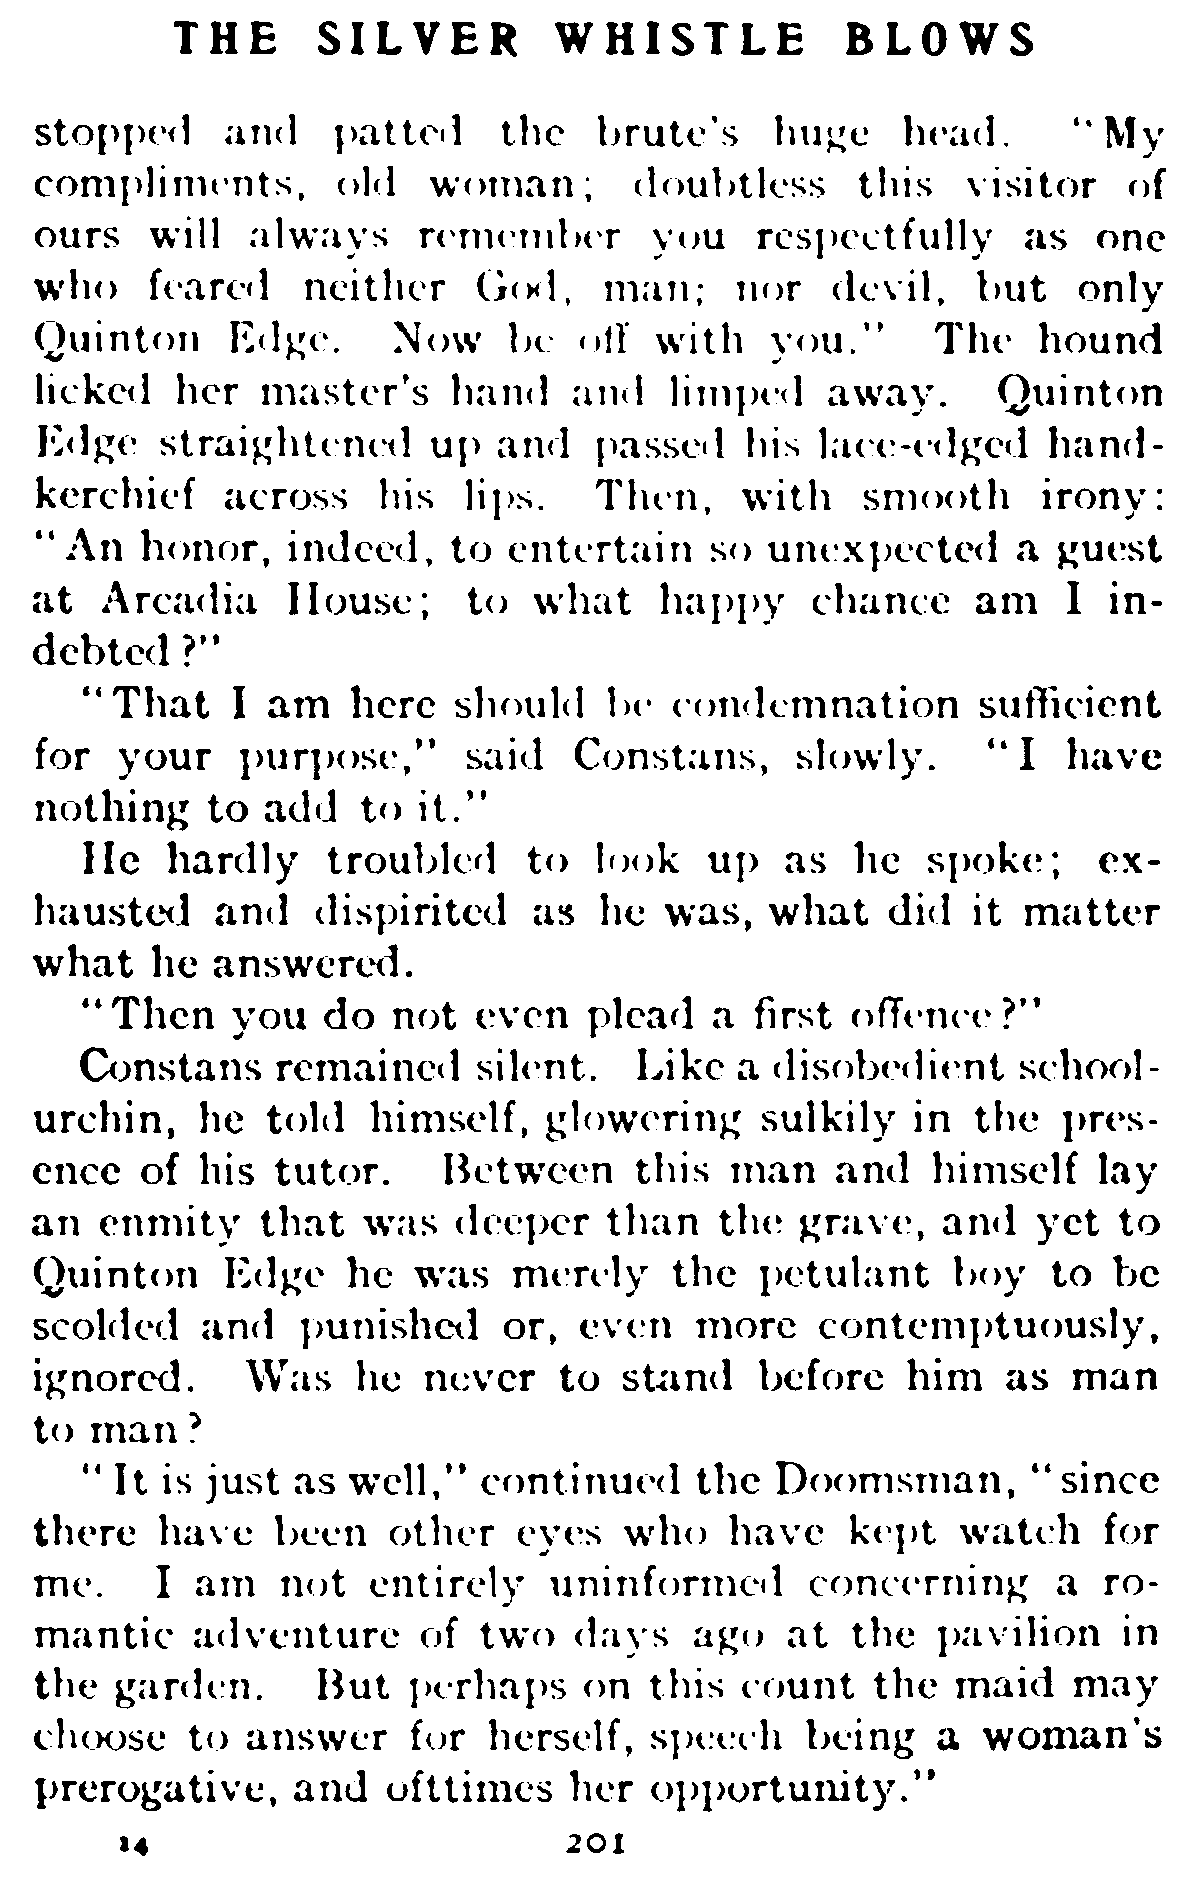 THE SILVER WHISTLE BLOWS
stopped and patted the brute's huge head. "My
compliments, old woman; doubtless this visitor of
ours will always remember you respectfully as one
who feared neither God, man; nor devil, but only
Quinton Edge. Now be off with you." The hound
licked her master's hand and limped away. Quinton
Edge straightened up and passed his lace-edged hand-
kerchief across his lips. Then, with smooth irony:
"An honor, indeed, to entertain so unexpected a guest
at Arcadia House; to what happy chance am I in-
debted?"
"That I am here should be condemnation sufficient
for your purpose," said Constans, slowly. "I have
nothing to add to it."
He hardly troubled to look up as he spoke; ex-
hausted and dispirited as he was, what did it matter
what he answered.
"Then you do not even plead a first offence?"
Constans remained silent. Like a disobedient school-
urchin, he told himself, glowering sulkily in the pres-
ence of his tutor. Between this man and himself lay
an enmity that was deeper than the grave, and yet to
Quinton Edge he was merely the petulant boy to be
scolded and punished or, even more contemptuously,
ignored. Was he never to stand before him as man
to man?
"It is just as well," continued the Doomsman, "since
there have been other eyes who have kept watch for
me. I am not entirely uninformed concerning a ro-
mantic adventure of two days ago at the pavilion in
the garden. But perhaps on this count the maid may
choose to answer for herself, speech being a woman's
prerogative, and ofttimes her opportunity."
14 201